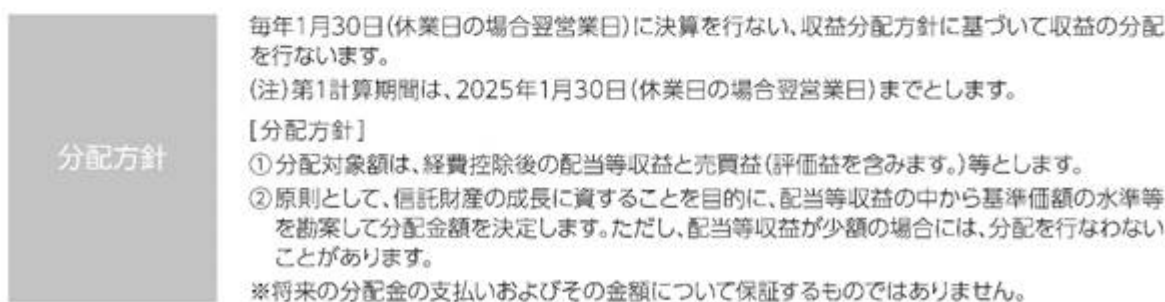 分配方針
毎年1月30日(休業日の場合翌営業日)に決算を行ない、収益分配方針に基づいて収益の分配
を行ないます。
(注)第1計算期間は、2025年1月30日(休業日の場合翌営業日)までとします。
[分配方針]
①分配対象額は、経費控除後の配当等収益と売買益(評価益を含みます。)等とします。
②原則として、信託財産の成長に資することを目的に、配当等収益の中から基準価額の水準等
を勘案して分配金額を決定します。ただし、配当等収益が少額の場合には、分配を行なわない
ことがあります。
※将来の分配金の支払いおよびその金額について保証するものではありません。